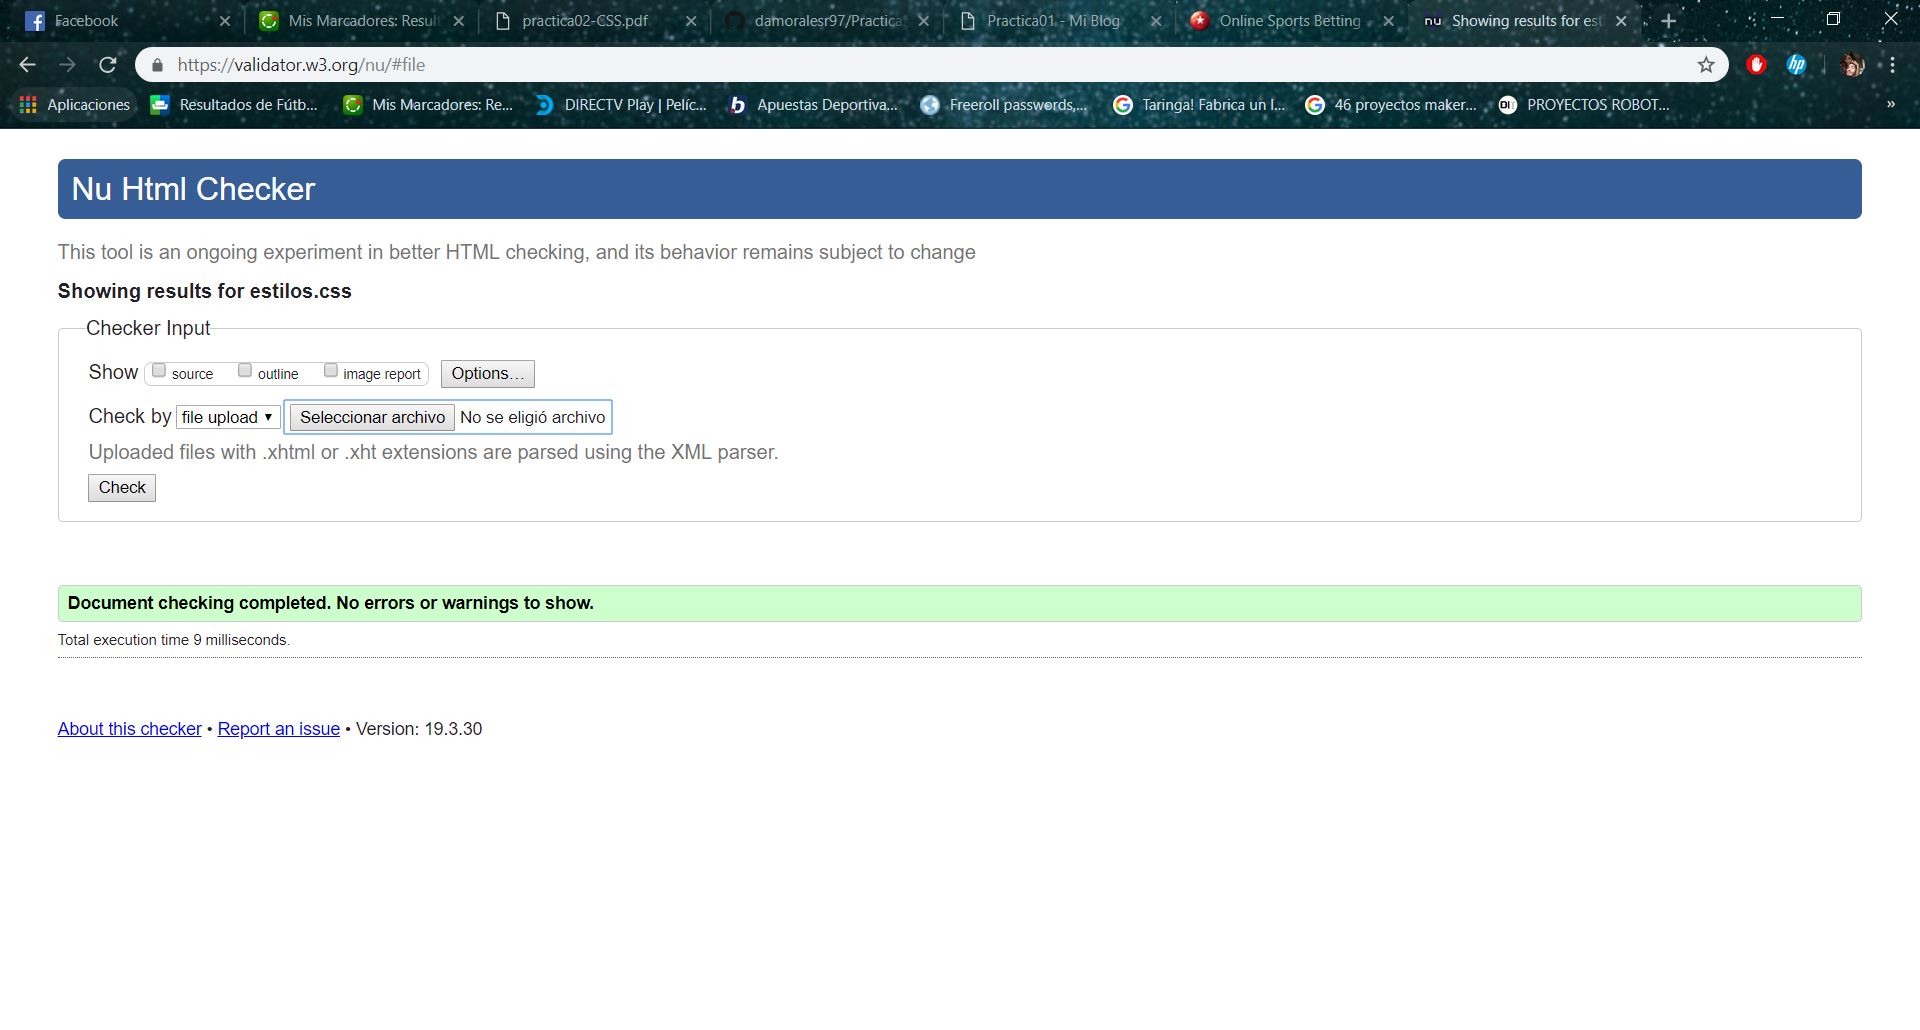 Facebook
Mis Marcadores: Result
practica02-CSS.pdf
damoralesr97/Practica
Practica01 - Mi Blog
Online Sports Betting
nu Showing results for est
https://validator.w3.org/nu/#file
hp
Aplicaciones
Resultados de Fútb...
Mis Marcadores: Re...
DIRECTV Play | Pelíc...
b Apuestas Deportiva...
Freeroll passwords,...
Taringa! Fabrica un I...
46 proyectos maker...
PROYECTOS ROBOT...
»
Nu Html Checker
This tool is an ongoing experiment in better HTML checking, and its behavior remains subject to change
Showing results for estilos.css
Checker Input
Show source outline image report Options...
Check by file upload Seleccionar archivo No se eligió archivo
Uploaded files with .xhtml or .xht extensions are parsed using the XML parser.
Check
Document checking completed. No errors or warnings to show.
Total execution time 9 milliseconds.
About this checker • Report an issue • Version: 19.3.30